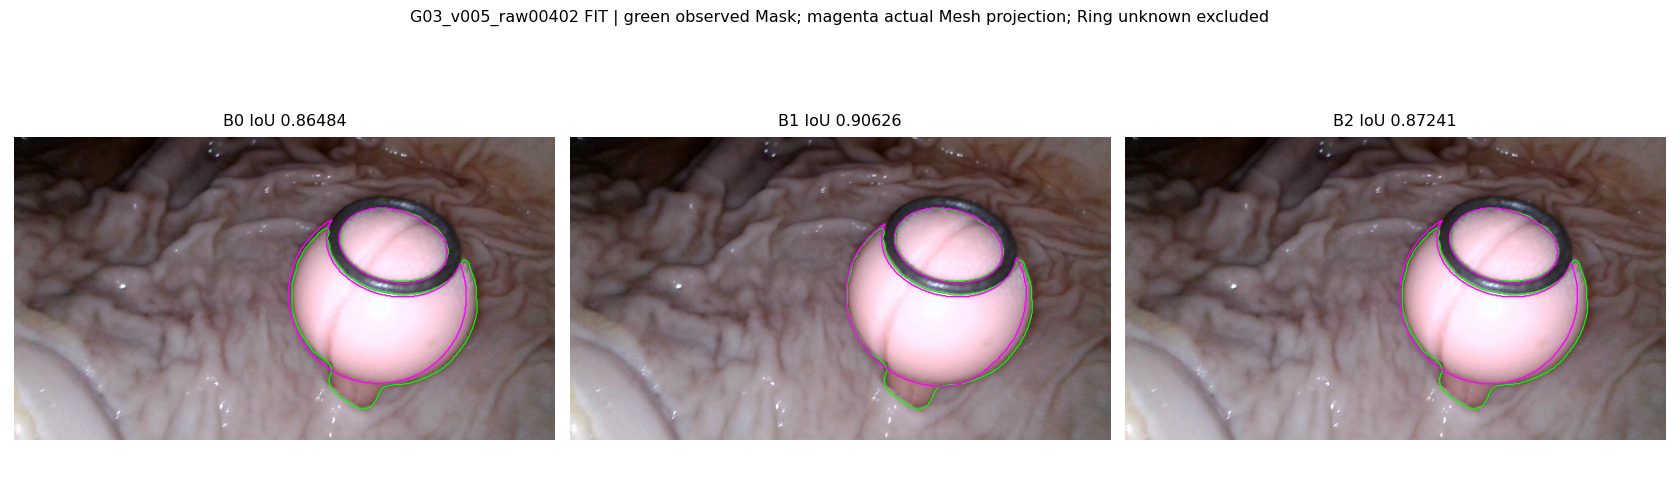 G03_v005_raw00402 FIT | green observed Mask; magenta actual Mesh projection; Ring unknown excluded
B0 IoU 0.86484
B1 IoU 0.90626
B2 IoU 0.87241